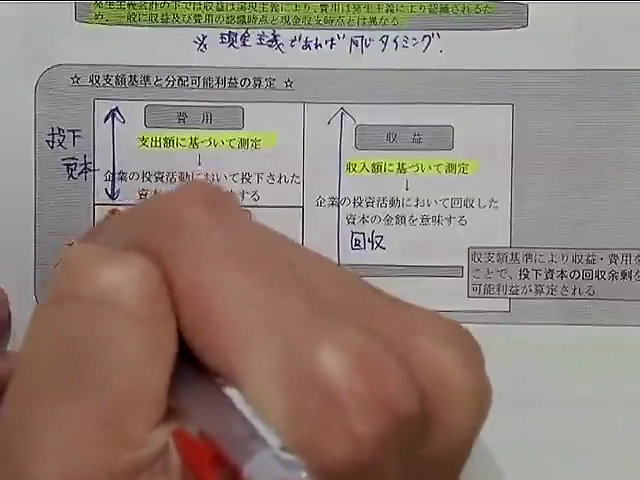 発生主義会計の下では収益は実現主義により、費用は発生主義により認識されるた
め、一般に収益及び費用の認識時点と現金収支時点とは異なる
※ 現金主義であれば同じタイミング.
☆ 収支額基準と分配可能利益の算定 ☆
費 用
支出額に基づいて測定
↓
企業の投資活動において投下された
資本 する
投下
資本
収 益
収入額に基づいて測定
↓
企業の投資活動において回収した
資本の金額を意味する
回収
収支額基準により収益・費用を
ことで、投下資本の回収余剰
可能利益が算定される